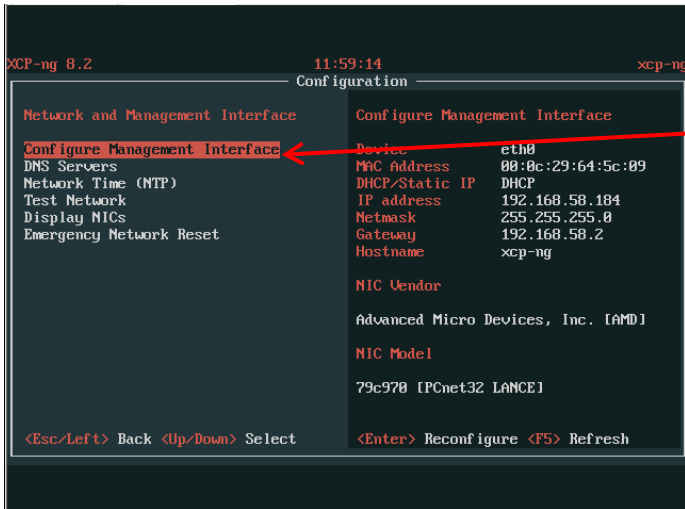 XCP-ng 8.2 11:59:14 xcp-ng
Configuration
Network and Management Interface
Configure Management Interface
DNS Servers
Network Time (NTP)
Test Network
Display NICs
Emergency Network Reset
<Esc/Left> Back <Up/Down> Select
Configure Management Interface
Device eth0
MAC Address 00:0c:29:64:5c:09
DHCP/Static IP DHCP
IP address 192.168.58.184
Netmask 255.255.255.0
Gateway 192.168.58.2
Hostname xcp-ng
NIC Vendor
Advanced Micro Devices, Inc. [AMD]
NIC Model
79c970 [PCnet32 LANCE]
<Enter> Reconfigure <F5> Refresh